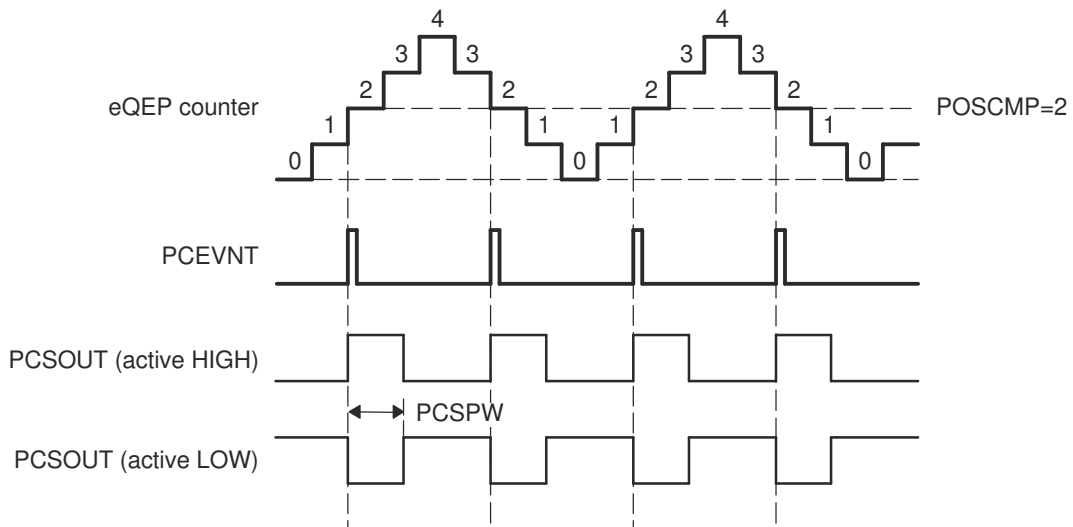 4
4
3
3
3
3
2
2
2
2
eQEP counter
POSCMP=2
1
1
1
1
0
0
0
PCEVNT
PCSOUT (active HIGH)
PCSPW
PCSOUT (active LOW)